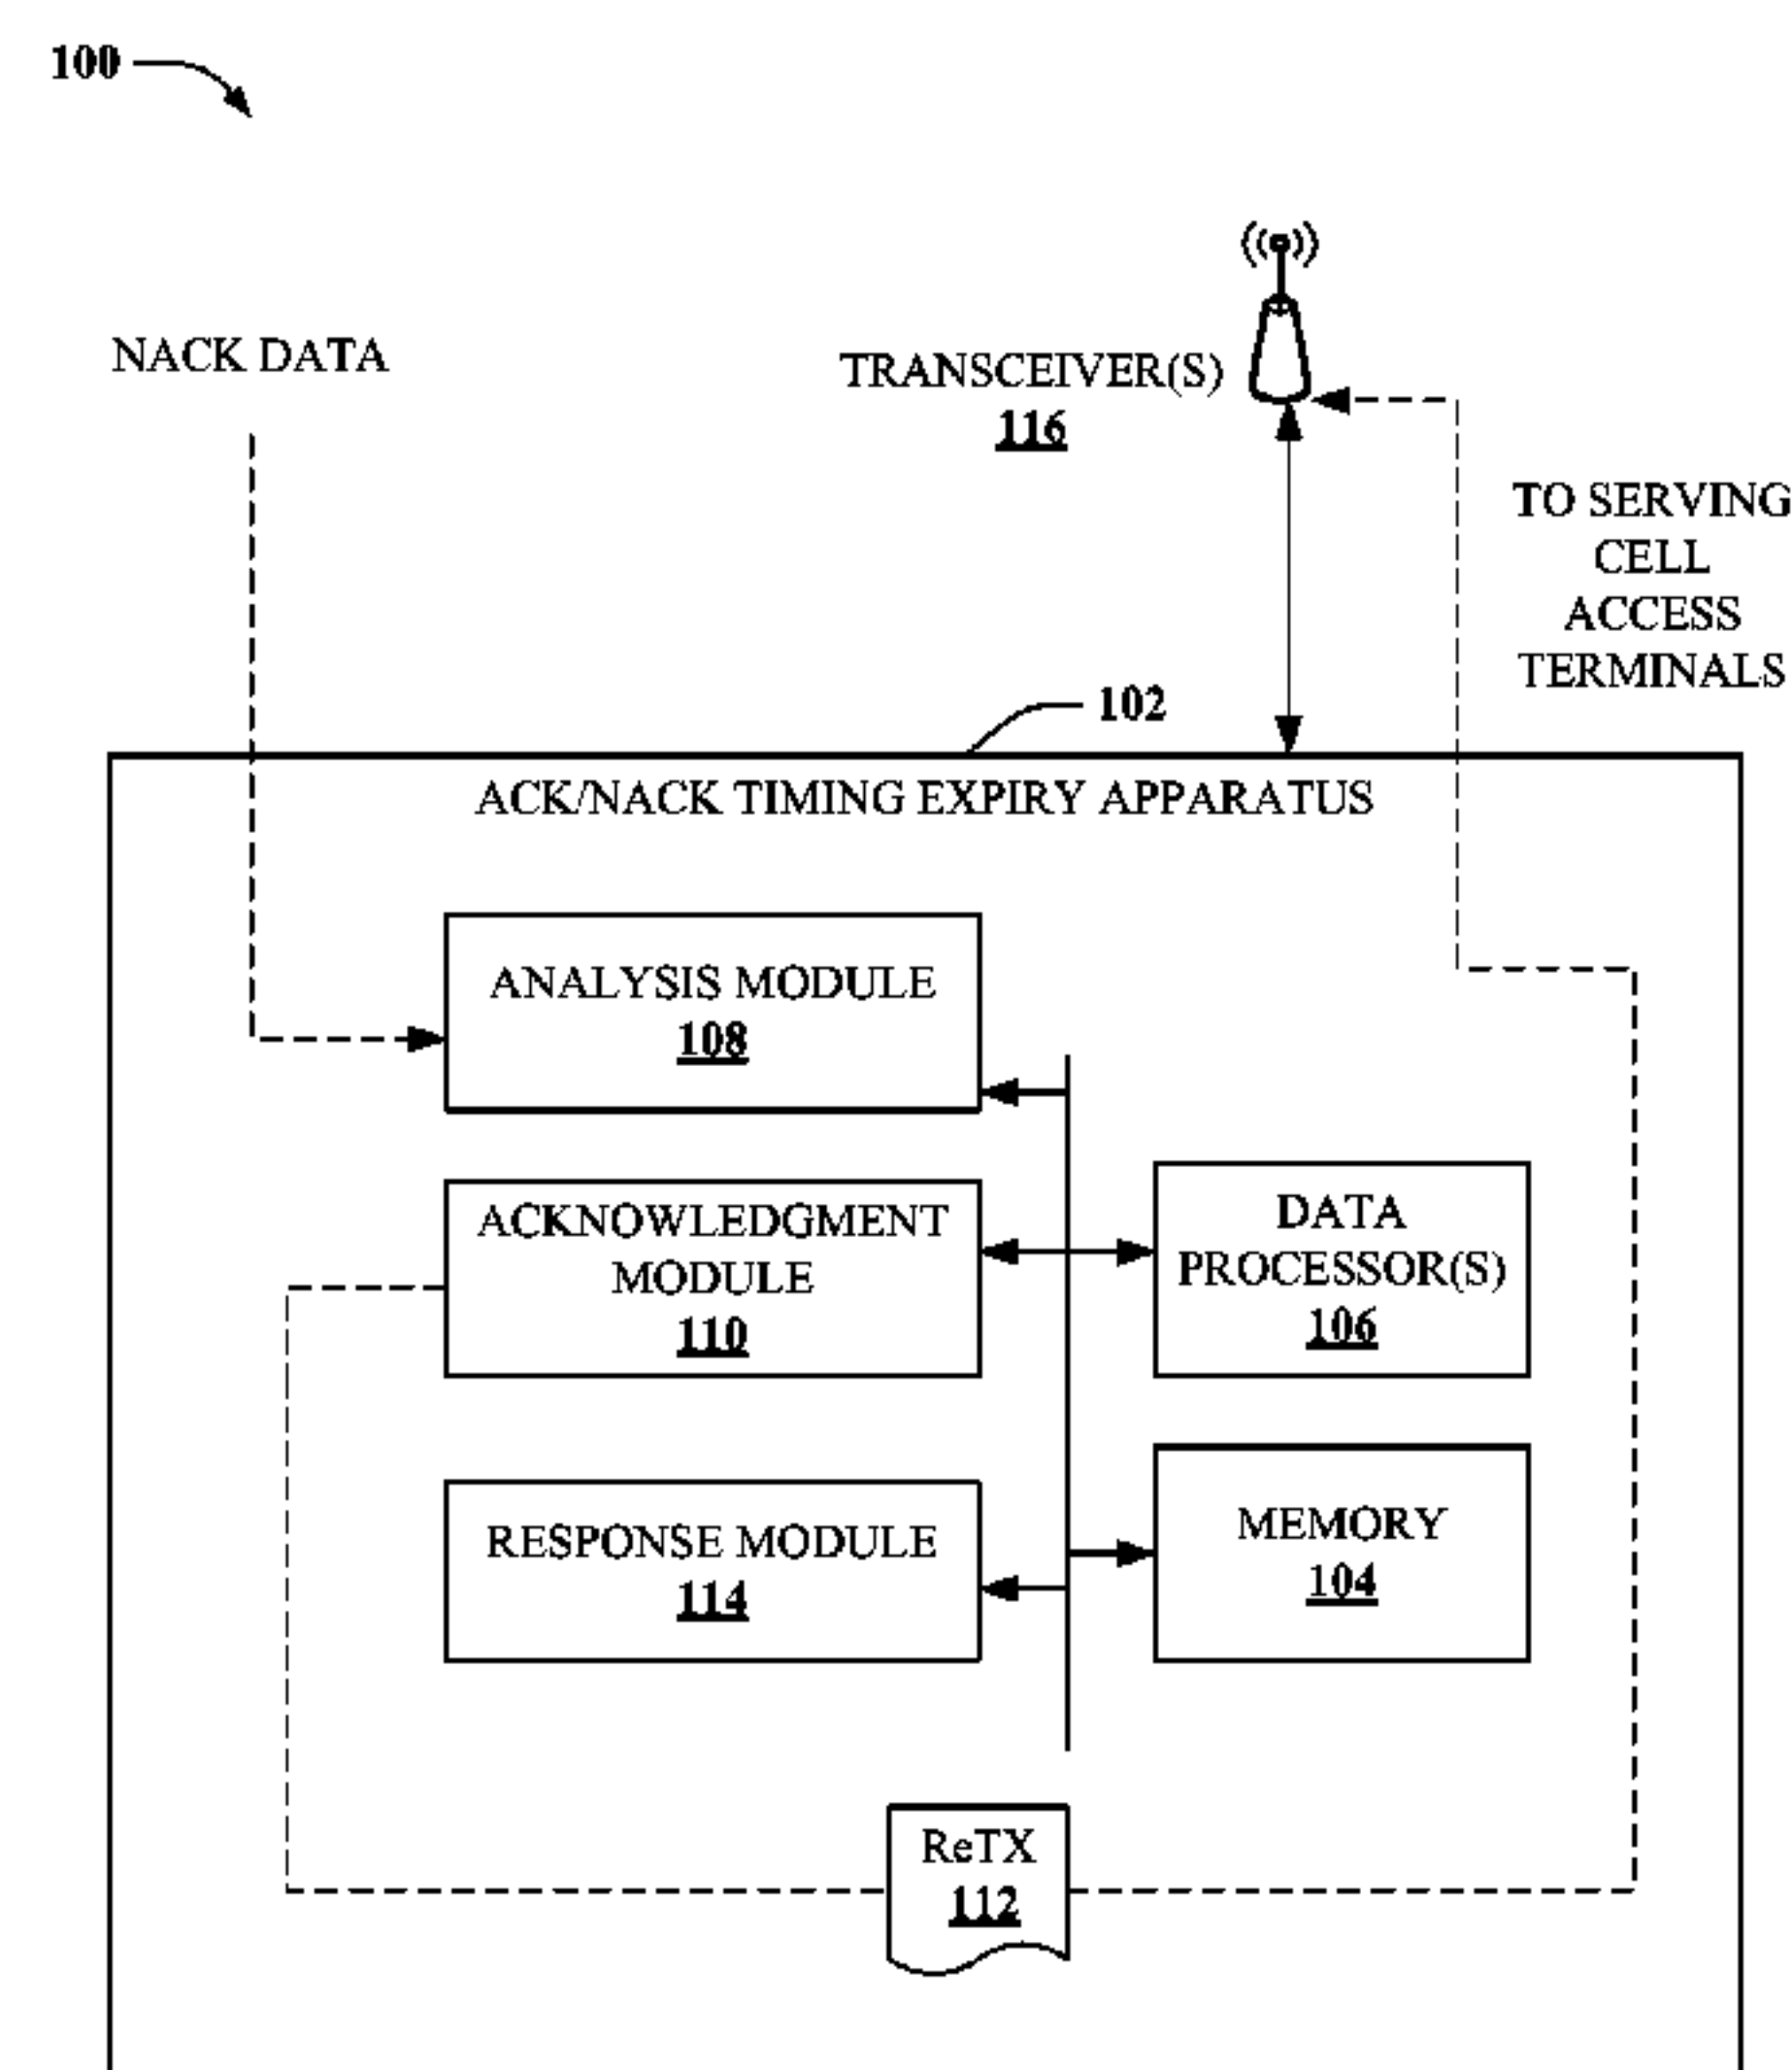 100
NACK DATA
TRANSCEIVER(S)
116
TO SERVING
CELL
ACCESS
TERMINALS
102
ACK/NACK TIMING EXPIRY APPARATUS
ANALYSIS MODULE
108
ACKNOWLEDGMENT
MODULE
110
DATA
PROCESSOR(S)
106
RESPONSE MODULE
114
MEMORY
104
ReTX
112